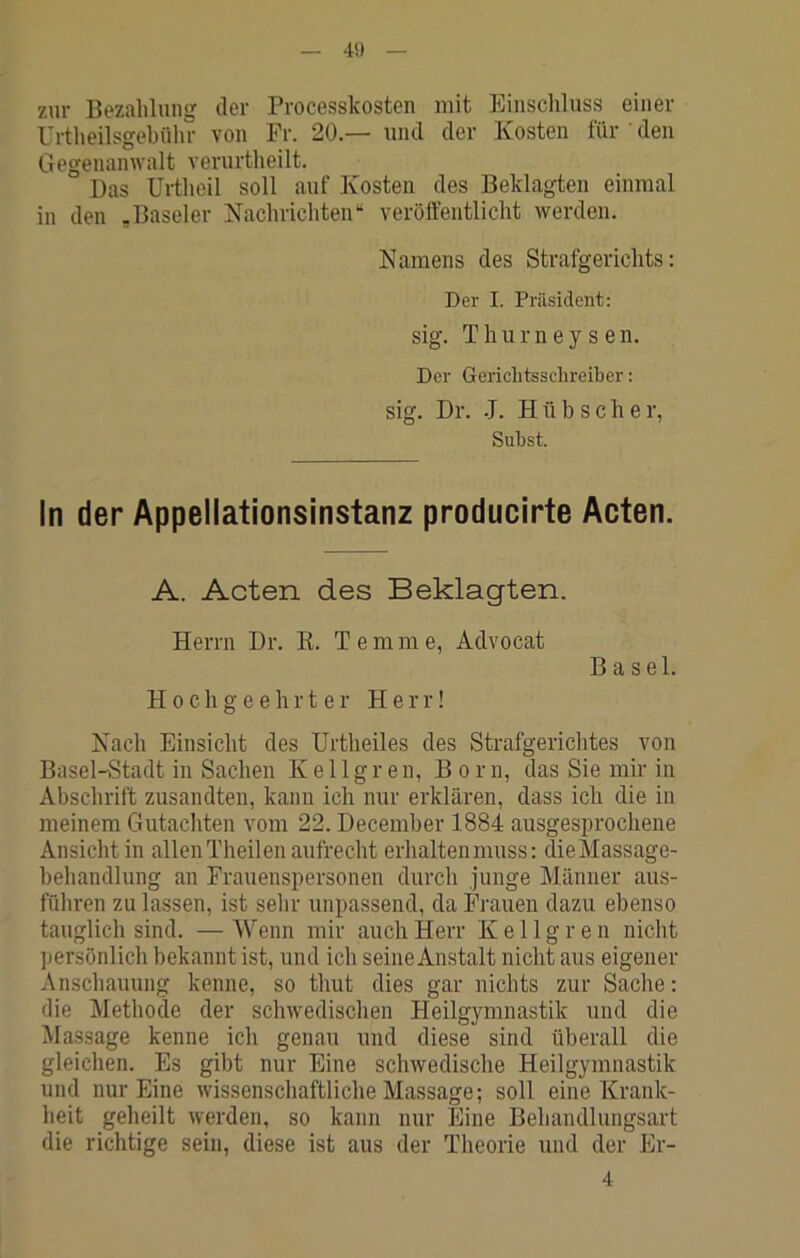 — 49 —
zur Bezahlung der Processkosten mit Einschluss einer
Urtheilsgebühr von Fr. 20.— und der Kosten für den
Gegenanwalt verurtheilt.
Das Urtheil soll auf Kosten des Beklagten einmal
in den „Baseler Nachrichten“ veröffentlicht werden.
Namens des Strafgerichts:
Der I. Präsident:
sig. Thurneysen.
Der Gerichtsschreiber:
sig. Dr. J. Hübscher,
Subst.
In der Appellationsinstanz producirte Acten.
A. Acten des Beklagten.
Herrn Dr. R. Temme, Advocat
Basel.
Hochgeehrter Herr!
Nach Einsicht des Urtheiles des Strafgerichtes von
Basel-Stadt in Sachen Kellgren, Born, das Sie mir in
Abschrift zusandten, kann ich nur erklären, dass ich die in
meinem Gutachten vom 22. December 1884 ausgesprochene
Ansicht in allen Theilen aufrecht erhalten muss: die Massage-
behandlung an Frauenspersonen durch junge Männer aus-
führen zu lassen, ist sehr unpassend, da Frauen dazu ebenso
tauglich sind. — Wenn mir auch Herr Kellgren nicht
persönlich bekannt ist, und ich seine Anstalt nicht aus eigener
Anschauung kenne, so thut dies gar nichts zur Sache:
die Methode der schwedischen Heilgymnastik und die
Massage kenne ich genau und diese sind überall die
gleichen. Es gibt nur Eine schwedische Heilgymnastik
und nur Eine wissenschaftliche Massage; soll eine Krank-
heit geheilt werden, so kann nur Eine Behandlungsart
die richtige sein, diese ist aus der Theorie und der Er-
4